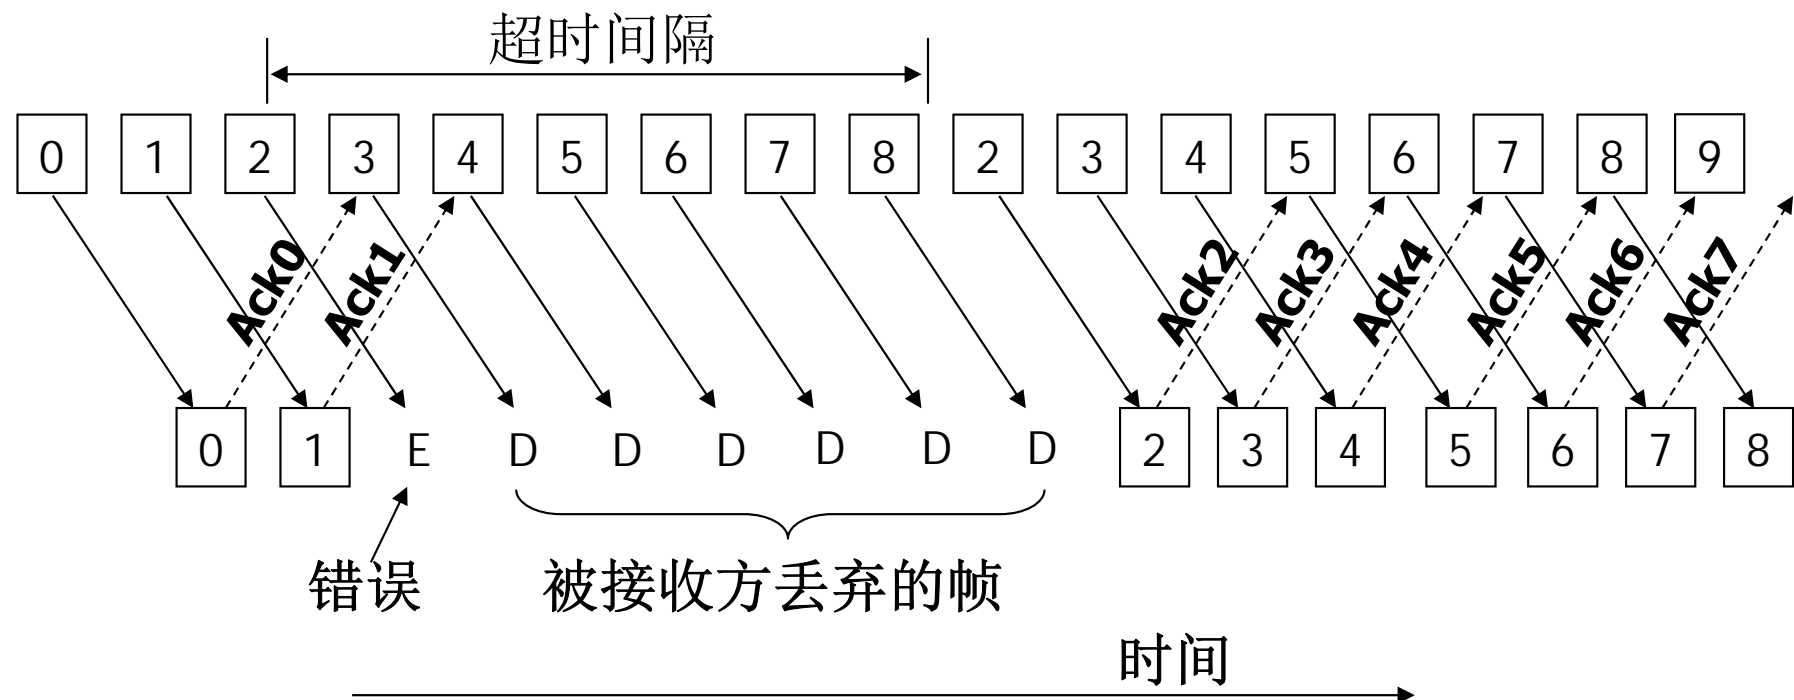 超时间隔
0 1 2 3 4 5 6 7 8 2 3 4 5 6 7 8 9
Ack0 Ack1 Ack2 Ack3 Ack4 Ack5 Ack6 Ack7
0 1 E D D D D D D 2 3 4 5 6 7 8
错误 被接收方丢弃的帧
时间